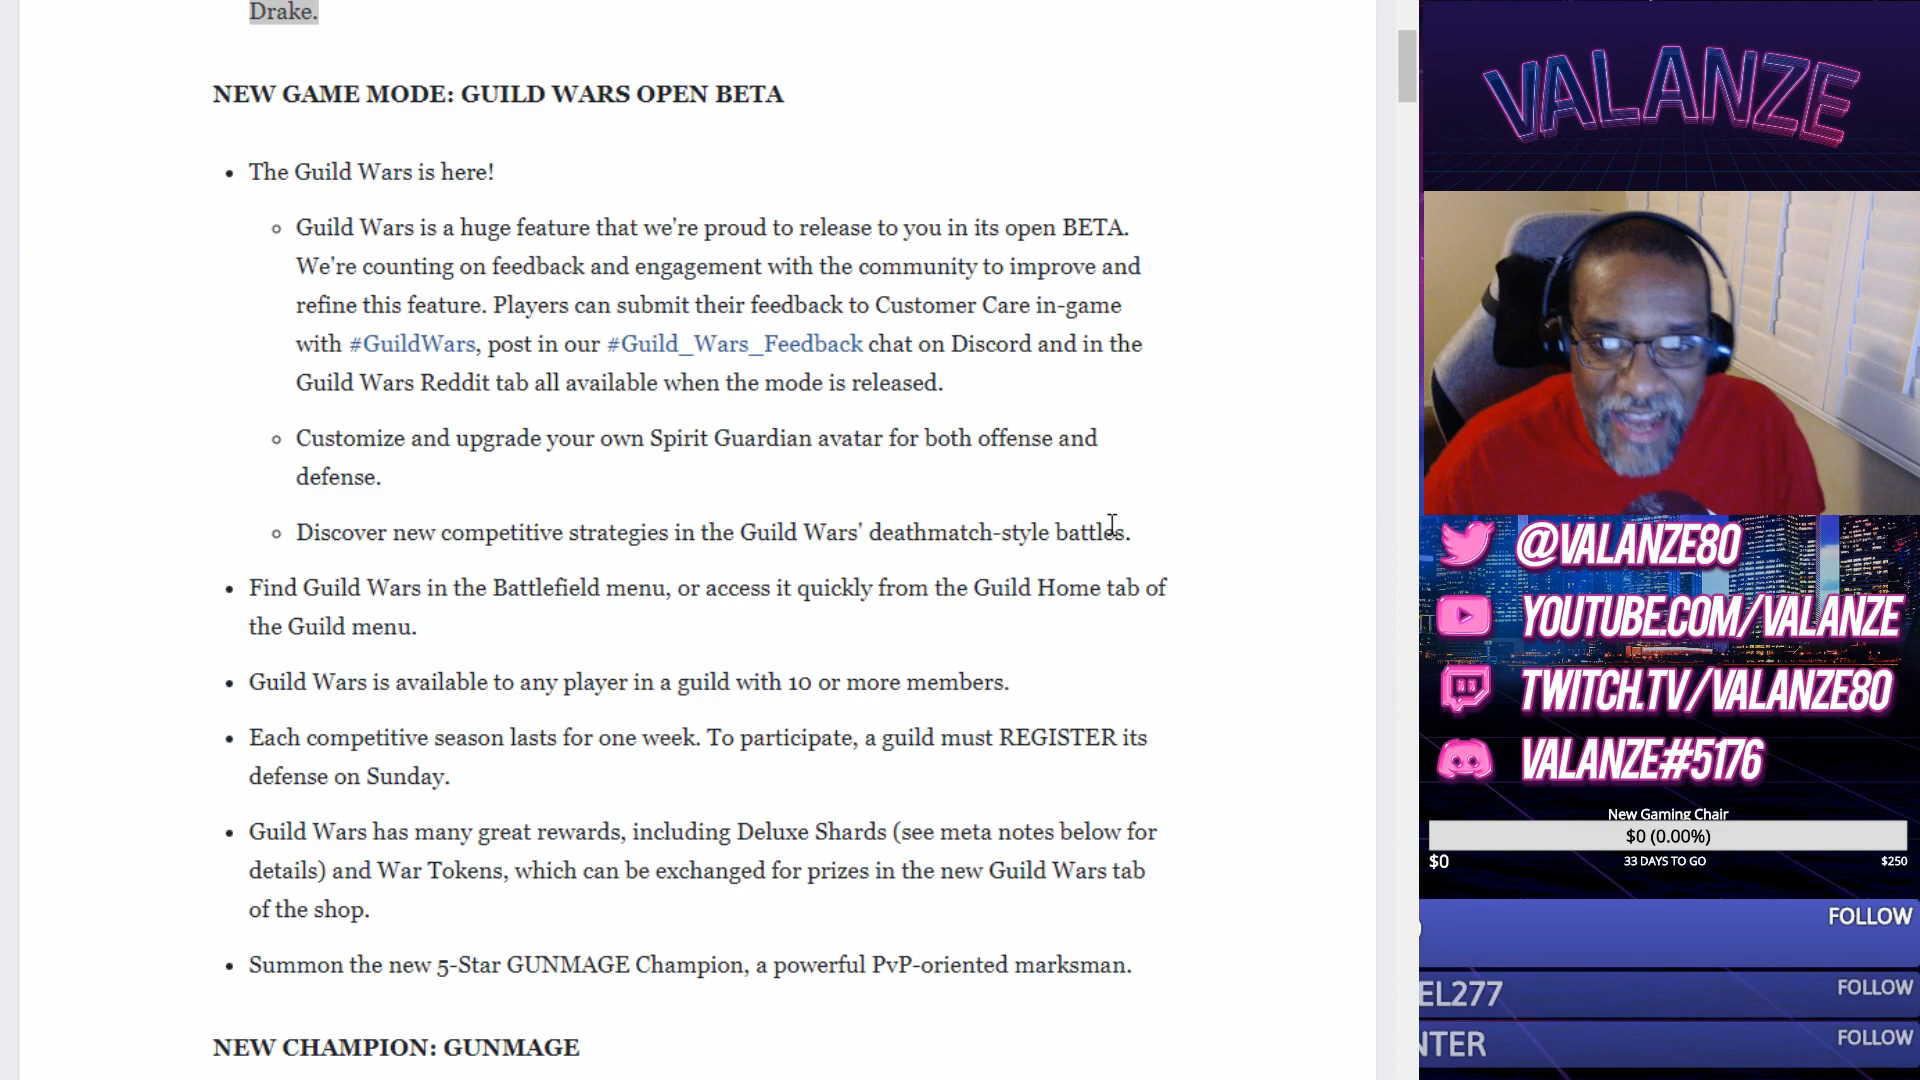 Drake.
NEW GAME MODE: GUILD WARS OPEN BETA
• The Guild Wars is here!
◦ Guild Wars is a huge feature that we're proud to release to you in its open BETA.
We're counting on feedback and engagement with the community to improve and
refine this feature. Players can submit their feedback to Customer Care in-game
with #GuildWars, post in our #Guild_Wars_Feedback chat on Discord and in the
Guild Wars Reddit tab all available when the mode is released.
◦ Customize and upgrade your own Spirit Guardian avatar for both offense and
defense.
◦ Discover new competitive strategies in the Guild Wars' deathmatch-style battles.
• Find Guild Wars in the Battlefield menu, or access it quickly from the Guild Home tab of
the Guild menu.
• Guild Wars is available to any player in a guild with 10 or more members.
• Each competitive season lasts for one week. To participate, a guild must REGISTER its
defense on Sunday.
• Guild Wars has many great rewards, including Deluxe Shards (see meta notes below for
details) and War Tokens, which can be exchanged for prizes in the new Guild Wars tab
of the shop.
• Summon the new 5-Star GUNMAGE Champion, a powerful PvP-oriented marksman.
NEW CHAMPION: GUNMAGE
VALANZE
@VALANZE80
YOUTUBE.COM/VALANZE
TWITCH.TV/VALANZE80
VALANZE#5176
New Gaming Chair
$0 (0.00%)
$0 33 DAYS TO GO $250
FOLLOW
EL277 FOLLOW
NTER FOLLOW